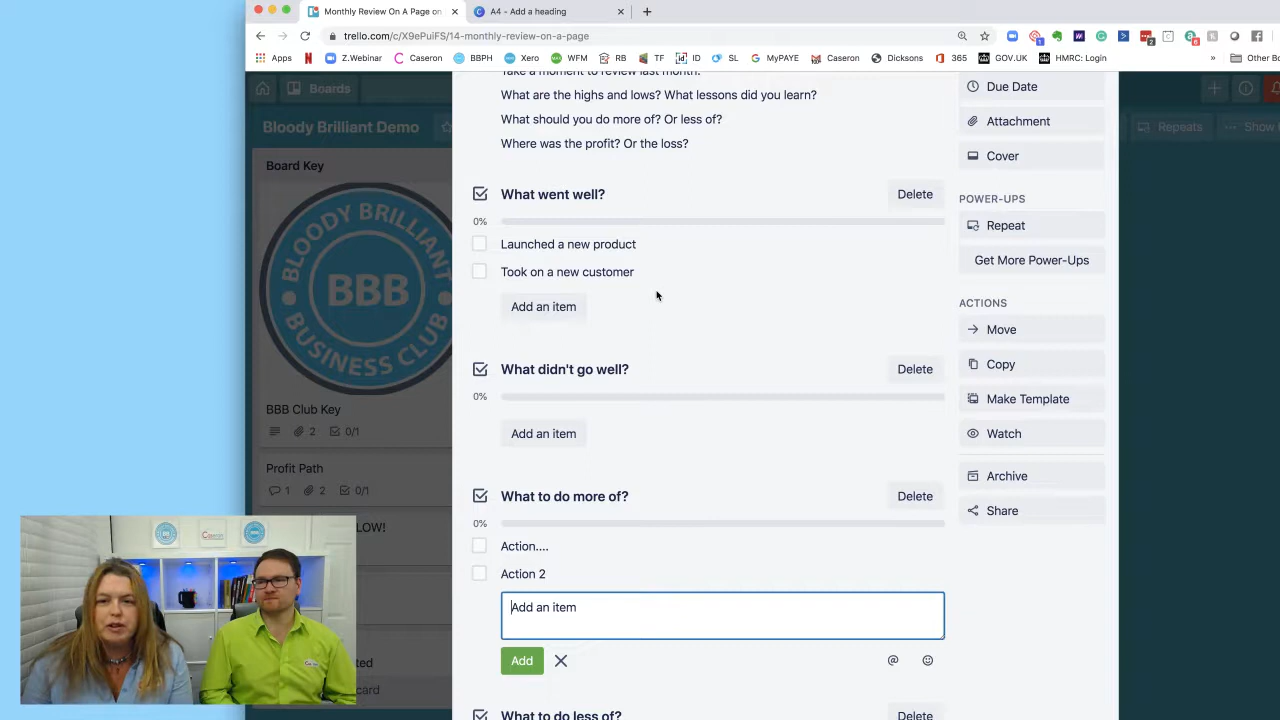 Monthly Review On A Page on
A4 - Add a heading
trello.com/c/X9ePuiFS/14-monthly-review-on-a-page
Apps
Z.Webinar
Caseron
BBPH
Xero
WFM
RB
TF
ID
SL
MyPAYE
Caseron
Dicksons
365
GOV.UK
HMRC: Login
Other Bo
Boards
Bloody Brilliant Demo
Repeats
Show
Board Key
BLOODY BRILLIANT
BBB
BUSINESS CLUB
BBB Club Key
2
0/1
Profit Path
1
2
0/1
LOW!
card
Take a moment to review last month.
What are the highs and lows? What lessons did you learn?
What should you do more of? Or less of?
Where was the profit? Or the loss?
What went well?
Delete
0%
Launched a new product
Took on a new customer
Add an item
What didn't go well?
Delete
0%
Add an item
What to do more of?
Delete
0%
Action....
Action 2
Add an item
Add
What to do less of?
Delete
Due Date
Attachment
Cover
POWER-UPS
Repeat
Get More Power-Ups
ACTIONS
Move
Copy
Make Template
Watch
Archive
Share